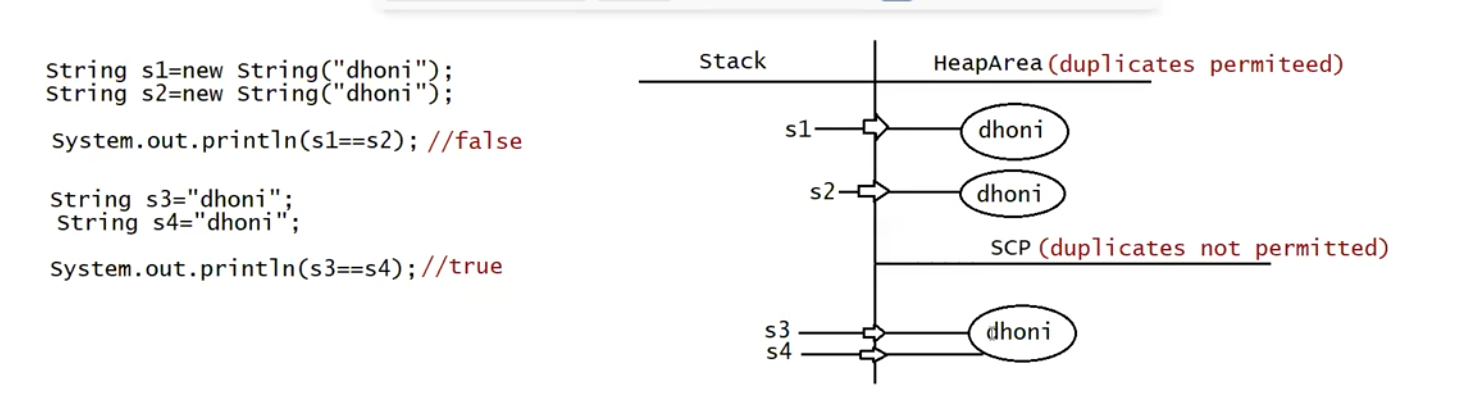 String s1=new String("dhoni");
String s2=new String("dhoni");
System.out.println(s1==s2); //false
String s3="dhoni";
String s4="dhoni";
System.out.println(s3==s4);//true
Stack
HeapArea(duplicates permiteed)
s1
dhoni
s2
dhoni
SCP (duplicates not permitted)
s3
dhoni
s4